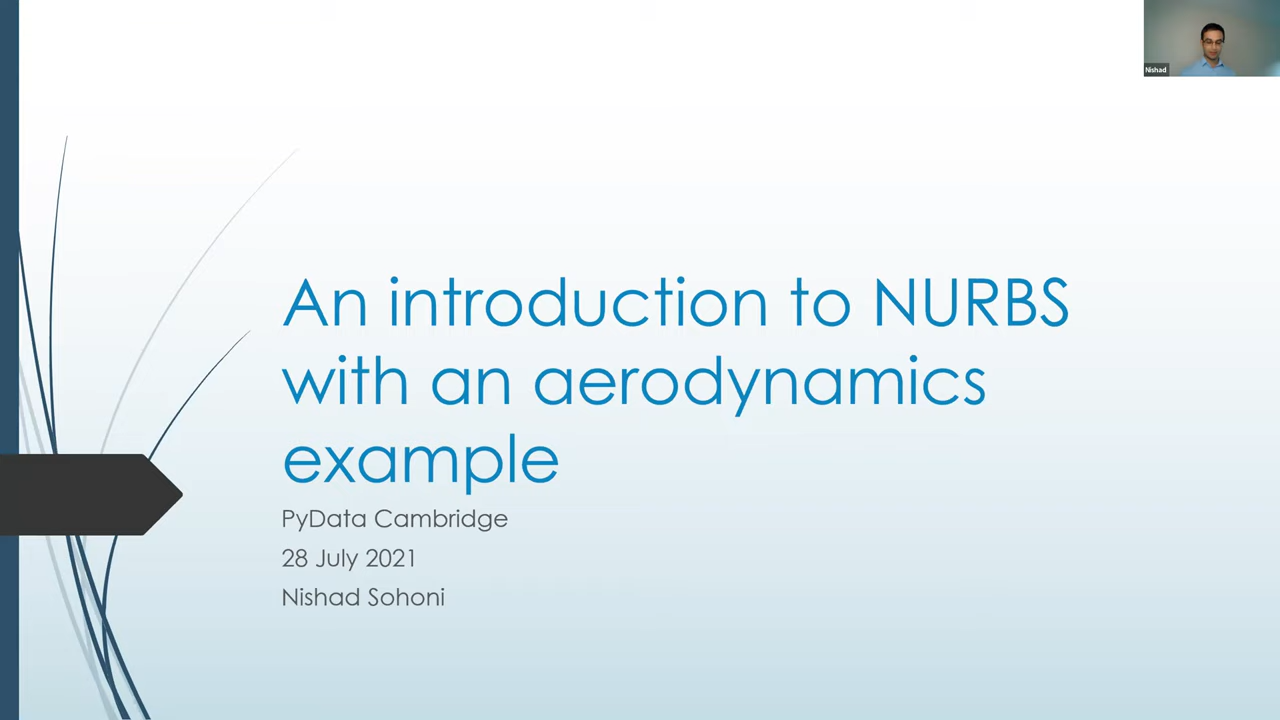 Nishad
An introduction to NURBS
with an aerodynamics
example
PyData Cambridge
28 July 2021
Nishad Sohoni